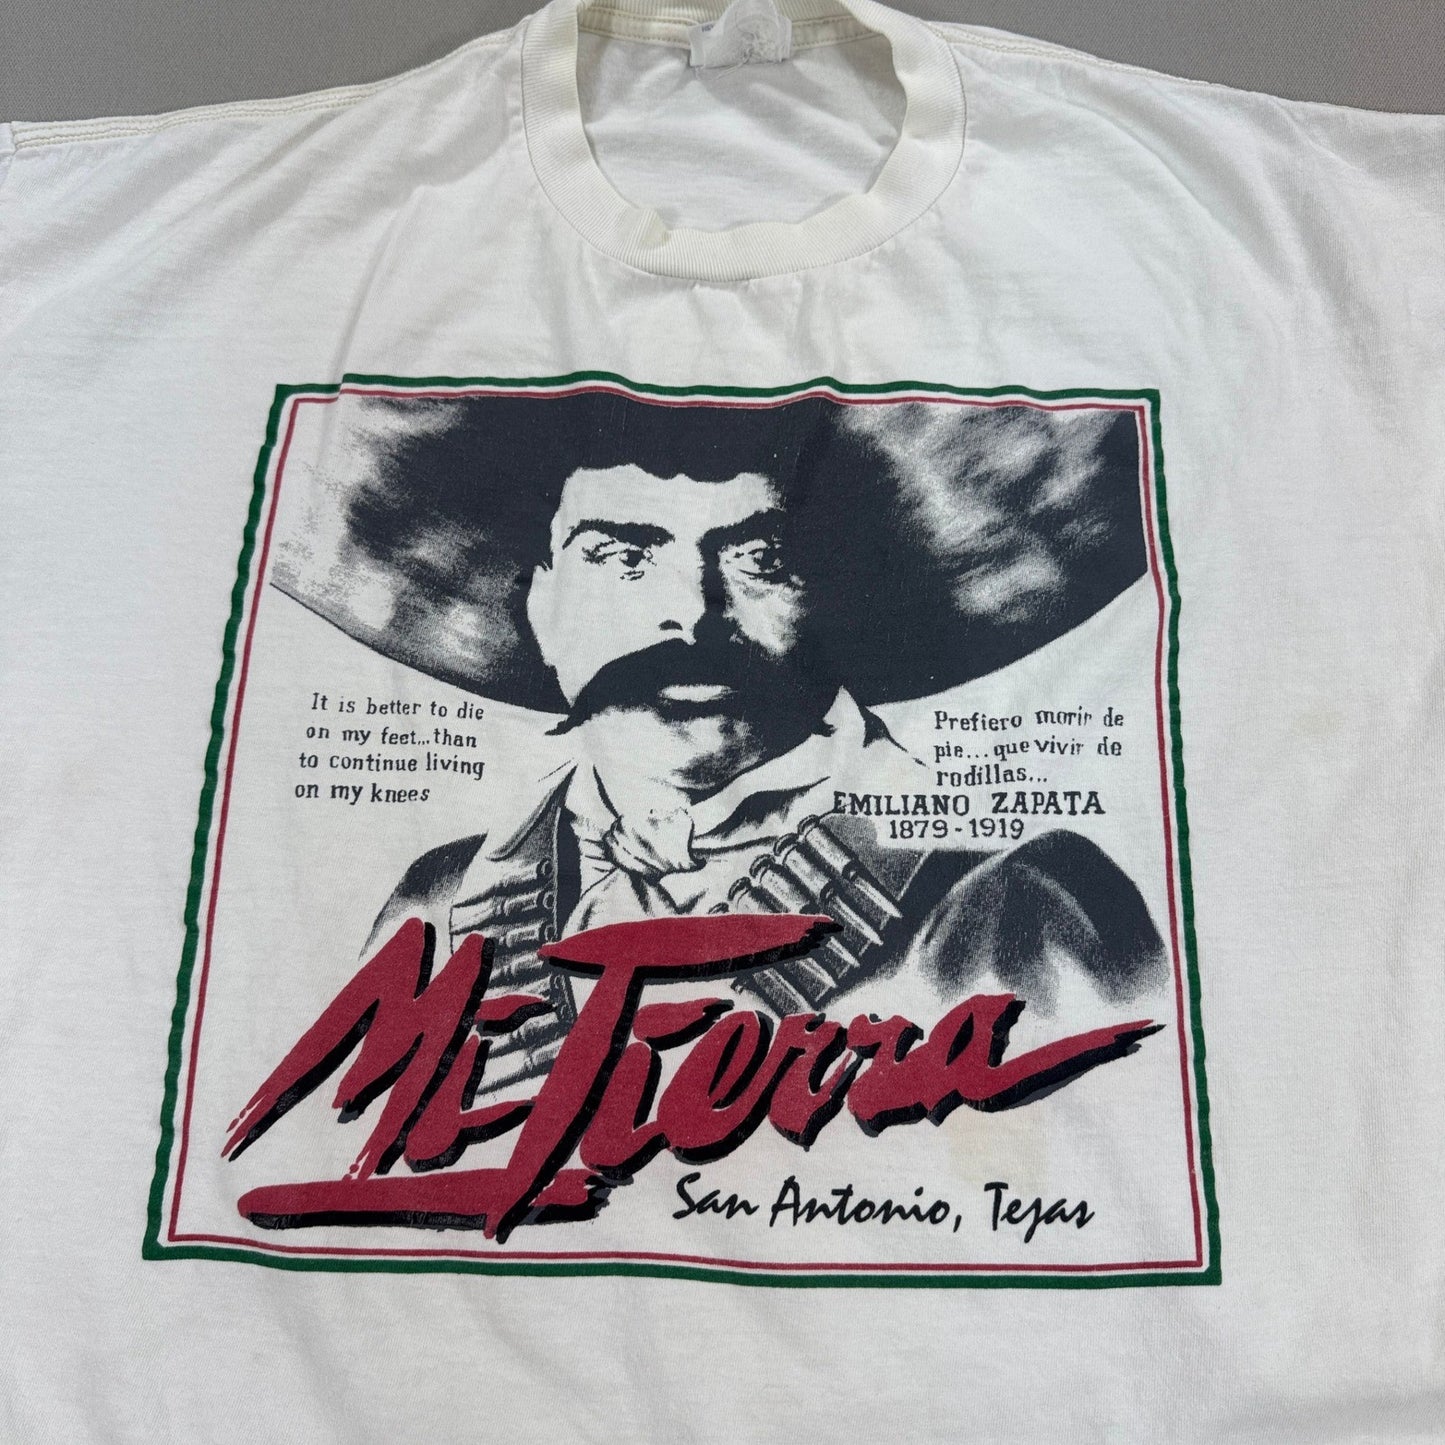 It is better to die
on my feet...than
to continue living
on my knees
Prefiero morir de
pie...que vivir de
rodillas...
EMILIANO ZAPATA
1879-1919
Mi Tierra
San Antonio, Tejas